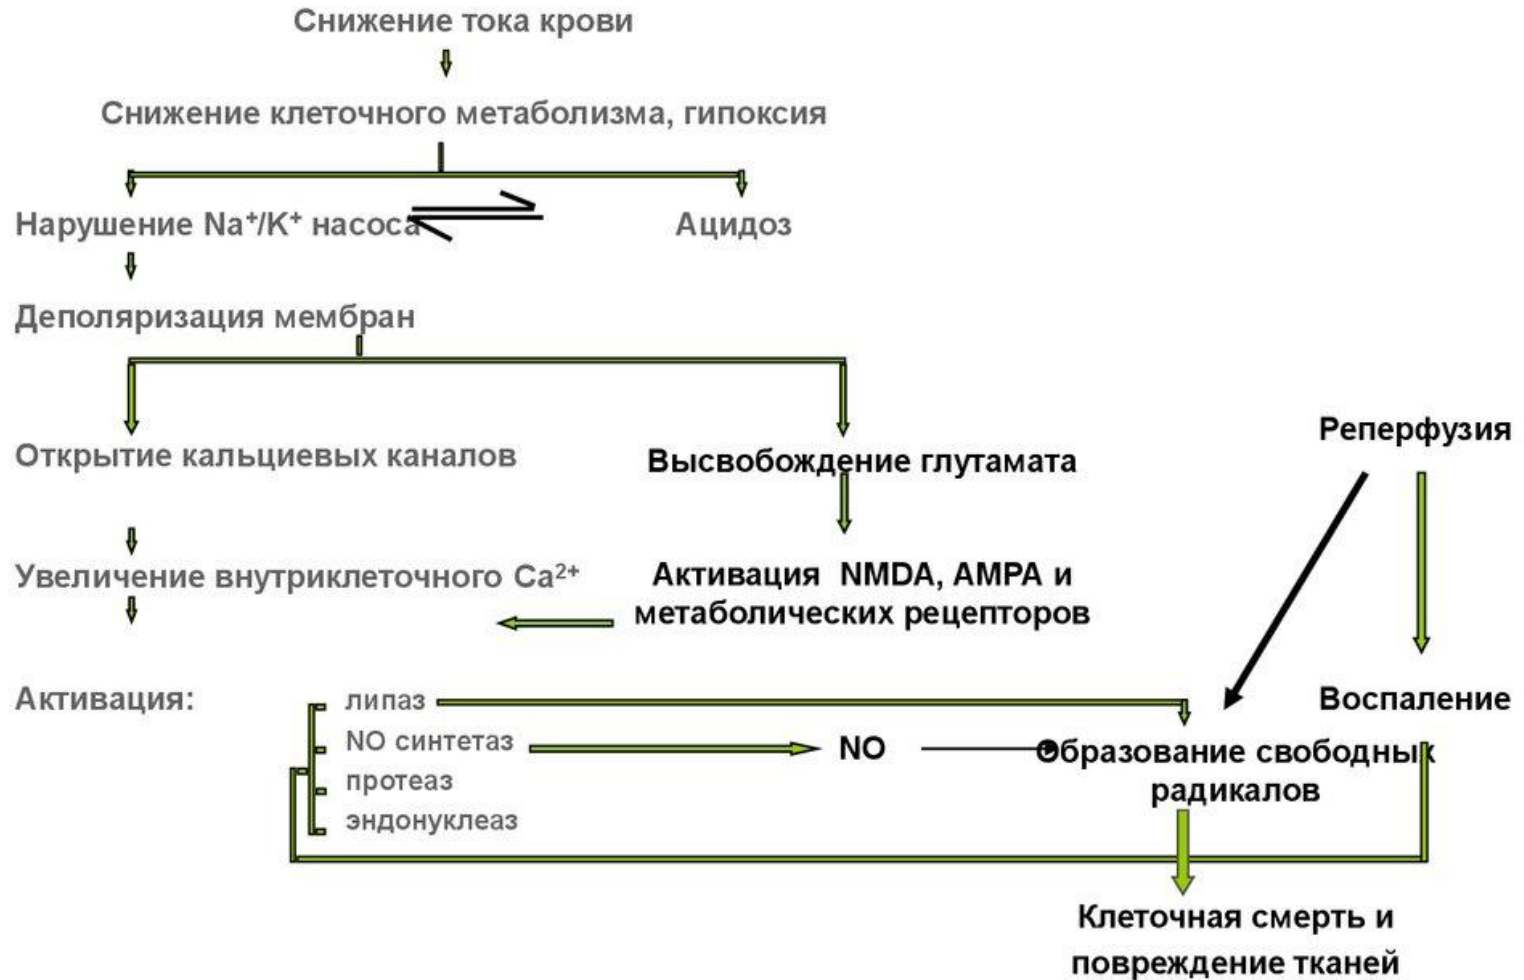 Снижение тока крови
Снижение клеточного метаболизма, гипоксия
Нарушение Na⁺/K⁺ насоса
Ацидоз
Деполяризация мембран
Открытие кальциевых каналов
Высвобождение глутамата
Реперфузия
Увеличение внутриклеточного Ca²⁺
Активация NMDA, AMPA и
метаболических рецепторов
Активация:
липаз
NO синтетаз
протеаз
эндонуклеаз
NO
Воспаление
Образование свободных
радикалов
Клеточная смерть и
повреждение тканей